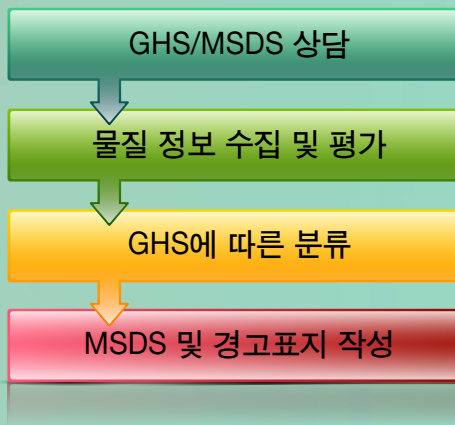 GHS/MSDS 상담
물질 정보 수집 및 평가
GHS에 따른 분류
MSDS 및 경고표지 작성